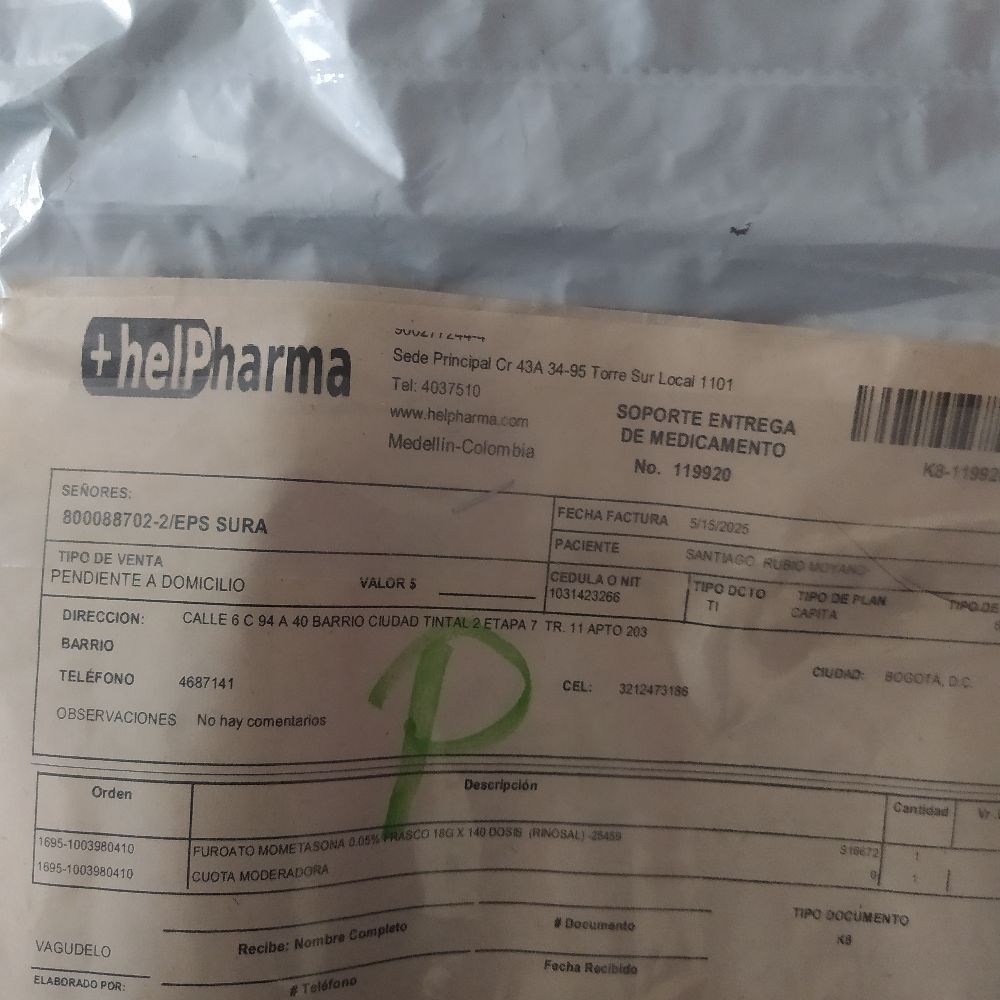 +helPharma
Sede Principal Cr 43A 34-95 Torre Sur Local 1101
Tel: 4037510
www.helpharma.com
Medellin-Colombia
SOPORTE ENTREGA
DE MEDICAMENTO
No. 119920
K8-11992
SEÑORES:
800088702-2/EPS SURA
FECHA FACTURA 5/15/2025
PACIENTE SANTIAGO RUBIO MOYANO
TIPO DE VENTA
PENDIENTE A DOMICILIO VALOR $
CEDULA O NIT
1031423266
TIPO DCTO
TI
TIPO DE PLAN
CAPITA
TIPO DE
DIRECCION: CALLE 6 C 94 A 40 BARRIO CIUDAD TINTAL 2 ETAPA 7 TR. 11 APTO 203
BARRIO
TELÉFONO 4687141 CEL: 3212473186 CIUDAD: BOGOTA, D.C.
OBSERVACIONES No hay comentarios
P
Orden Descripción Cantidad Vr
1695-1003980410 FUROATO MOMETASONA 0.05% FRASCO 18G X 140 DOSIS (RINOSAL) -25459 1
1695-1003980410 CUOTA MODERADORA 0 1
TIPO DOCUMENTO
K8
VAGUDELO
Recibe: Nombre Completo # Documento
ELABORADO POR: # Teléfono Fecha Recibido